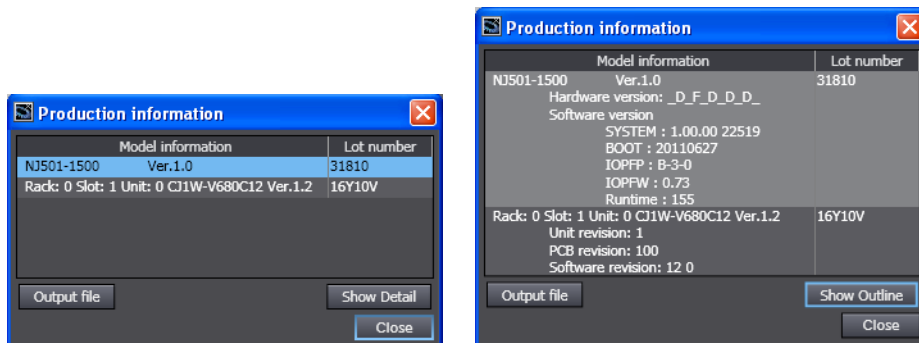 Production information
Model information Lot number
NJ501-1500 Ver.1.0 31810
Rack: 0 Slot: 1 Unit: 0 CJ1W-V680C12 Ver.1.2 16Y10V
Output file Show Detail
Close
Production information
Model information Lot number
NJ501-1500 Ver.1.0 31810
Hardware version: _D_F_D_D_D_
Software version
SYSTEM : 1.00.00 22519
BOOT : 20110627
IOPFP : B-3-0
IOPFW : 0.73
Runtime : 155
Rack: 0 Slot: 1 Unit: 0 CJ1W-V680C12 Ver.1.2 16Y10V
Unit revision: 1
PCB revision: 100
Software revision: 12 0
Output file Show Outline
Close